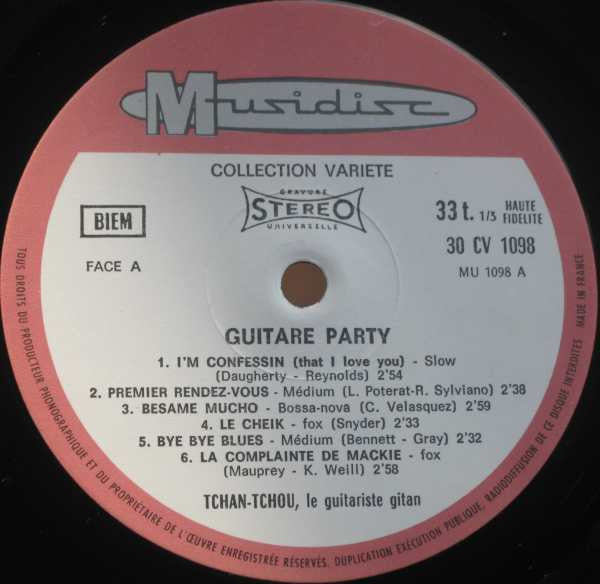 Musidisc
COLLECTION VARIETE
GRAVURE
STEREO
UNIVERSELLE
BIEM
33 t. 1/3 HAUTE FIDELITE
30 CV 1098
FACE A
MU 1098 A
GUITARE PARTY
1. I'M CONFESSIN (that I love you) - Slow
(Daugherty - Reynolds) 2'54
2. PREMIER RENDEZ-VOUS - Médium (L. Poterat-R. Sylviano) 2'38
3. BESAME MUCHO - Bossa-nova (C. Velasquez) 2'59
4. LE CHEIK - fox (Snyder) 2'33
5. BYE BYE BLUES - Médium (Bennett - Gray) 2'32
6. LA COMPLAINTE DE MACKIE - fox
(Mauprey - K. Weill) 2'58
TCHAN-TCHOU, le guitariste gitan
TOUS DROITS DU PRODUCTEUR PHONOGRAPHIQUE ET DU PROPRIÉTAIRE DE L'ŒUVRE ENREGISTRÉE RÉSERVÉS. DUPLICATION EXÉCUTION PUBLIQUE, RADIODIFFUSION DE CE DISQUE INTERDITES MADE IN FRANCE